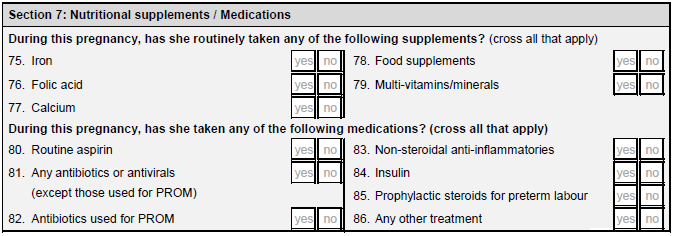 Section 7: Nutritional supplements / Medications
During this pregnancy, has she routinely taken any of the following supplements? (cross all that apply)
75. Iron yes no 78. Food supplements yes no
76. Folic acid yes no 79. Multi-vitamins/minerals yes no
77. Calcium yes no
During this pregnancy, has she taken any of the following medications? (cross all that apply)
80. Routine aspirin yes no 83. Non-steroidal anti-inflammatories yes no
81. Any antibiotics or antivirals yes no 84. Insulin yes no
(except those used for PROM) 85. Prophylactic steroids for preterm labour yes no
82. Antibiotics used for PROM yes no 86. Any other treatment yes no